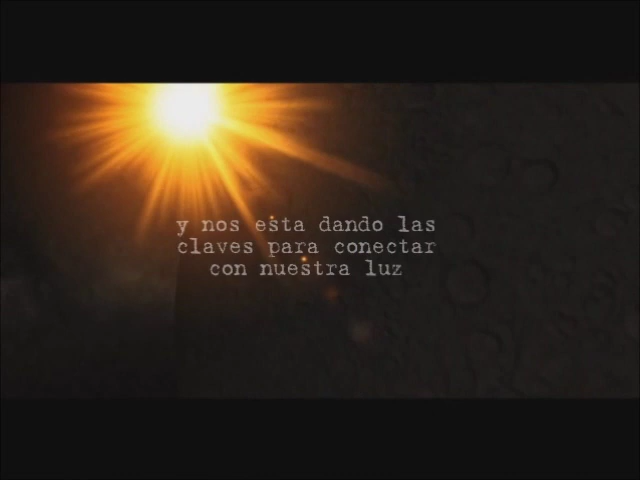 y nos esta dando las
claves para conectar
con nuestra luz